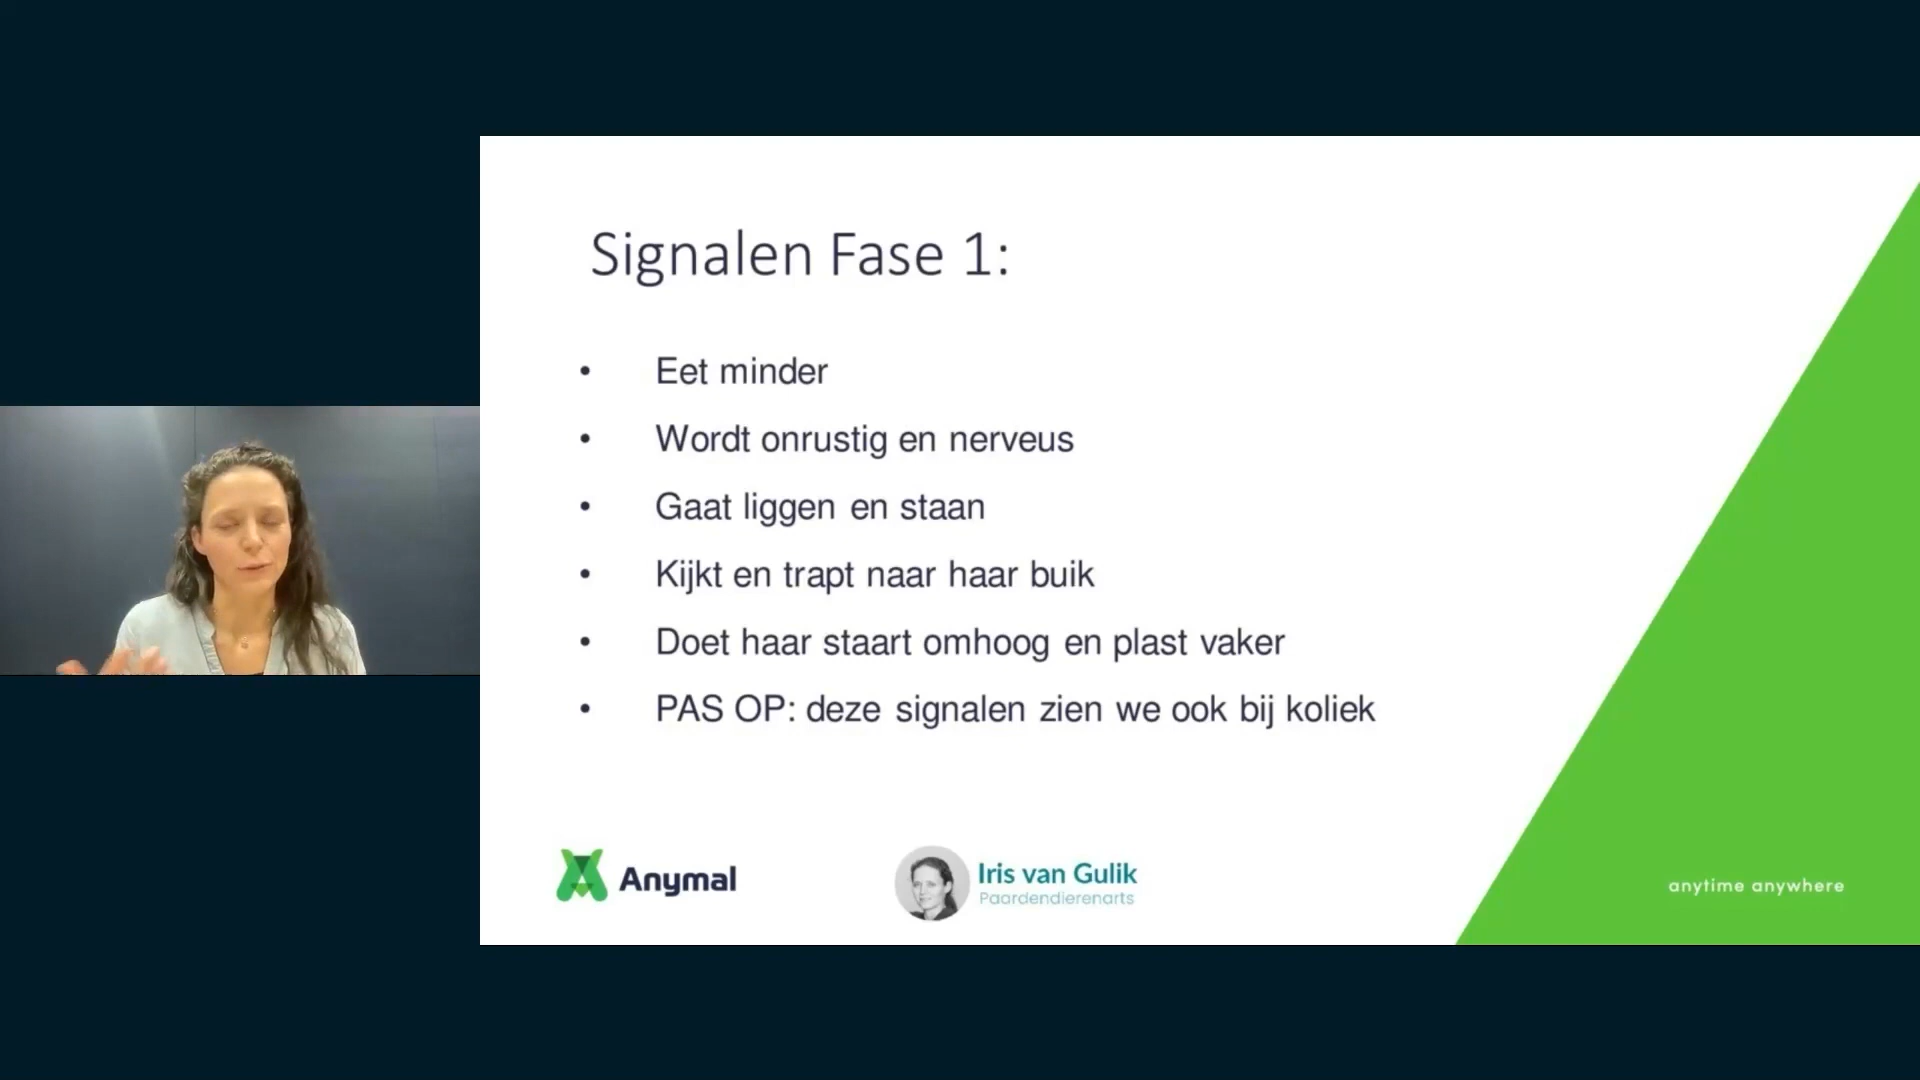 Signalen Fase 1:
• Eet minder
• Wordt onrustig en nerveus
• Gaat liggen en staan
• Kijkt en trapt naar haar buik
• Doet haar staart omhoog en plast vaker
• PAS OP: deze signalen zien we ook bij koliek
Anymal
Iris van Gulik
Paardendierenarts
anytime anywhere